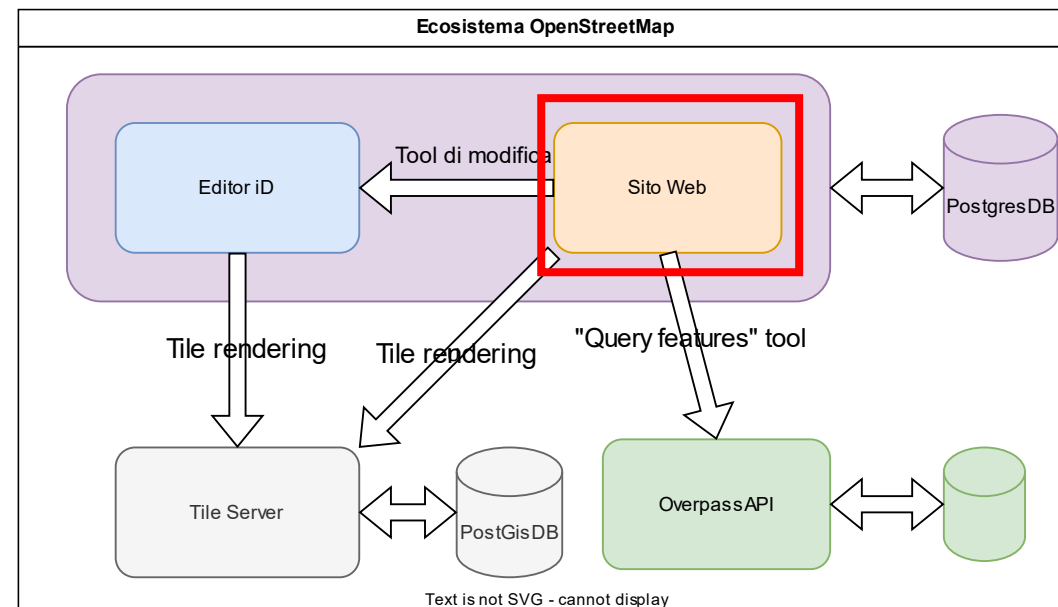 Ecosistema OpenStreetMap
Tool di modifica
Editor iD
Sito Web
PostgresDB
Tile rendering
Tile rendering
"Query features" tool
Tile Server
PostGisDB
OverpassAPI
Text is not SVG - cannot display